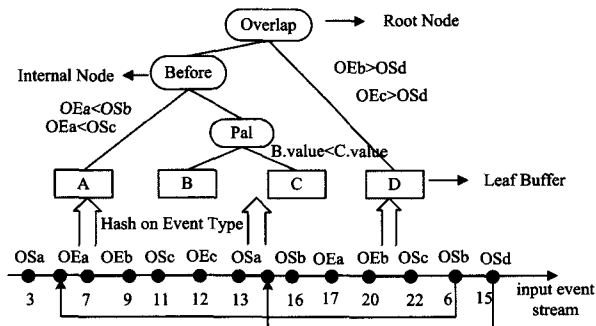 Overlap
Root Node
Internal Node
Before
OEb>OSd
OEc>OSd
OEa<OSb
OEa<OSc
Pal
B.value<C.value
A
B
C
D
Leaf Buffer
Hash on Event Type
OSa OEa OEb OSc OEc OSa OSb OEa OEb OSc OSb OSd
3 7 9 11 12 13 16 17 20 22 6 15
input event
stream